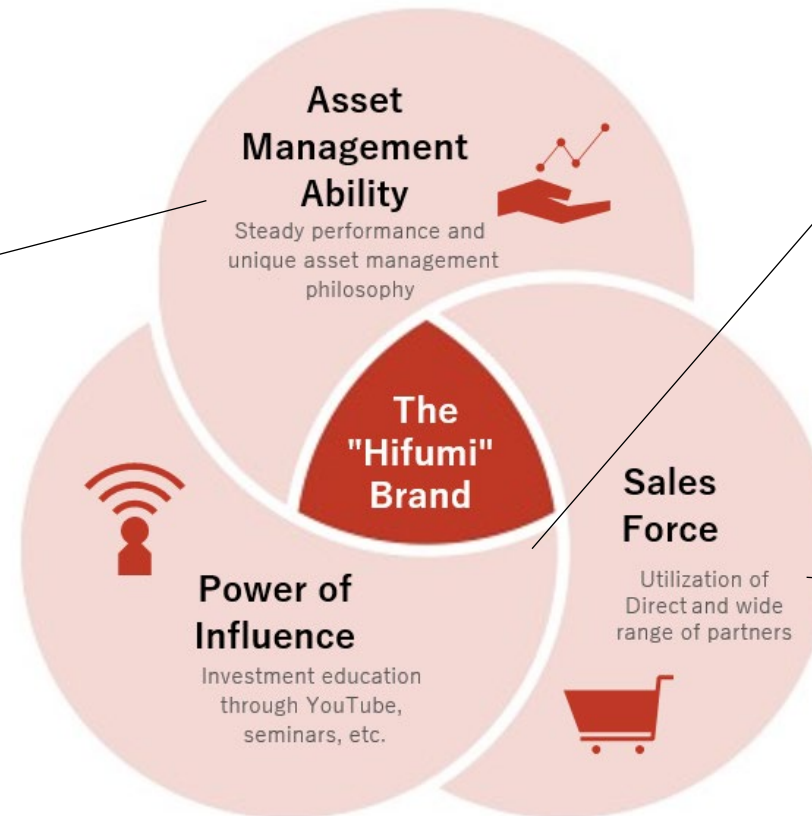 Asset
Management
Ability
Steady performance and
unique asset management
philosophy
The
"Hifumi"
Brand
Sales
Force
Utilization of
Direct and wide
range of partners
Power of
Influence
Investment education
through YouTube,
seminars, etc.